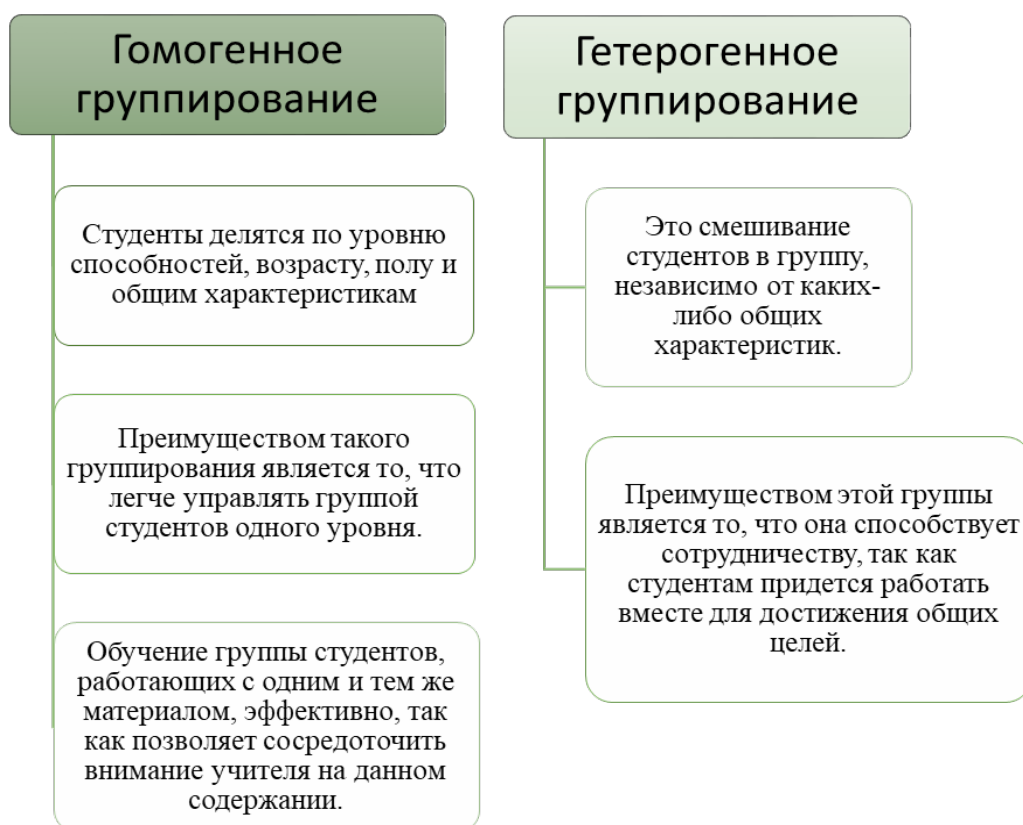 Гомогенное
группирование
Студенты делятся по уровню
способностей, возрасту, полу и
общим характеристикам
Преимуществом такого
группирования является то, что
легче управлять группой
студентов одного уровня.
Обучение группы студентов,
работающих с одним и тем же
материалом, эффективно, так
как позволяет сосредоточить
внимание учителя на данном
содержании.
Гетерогенное
группирование
Это смешивание
студентов в группу,
независимо от каких-
либо общих
характеристик.
Преимуществом этой группы
является то, что она способствует
сотрудничеству, так как
студентам придется работать
вместе для достижения общих
целей.